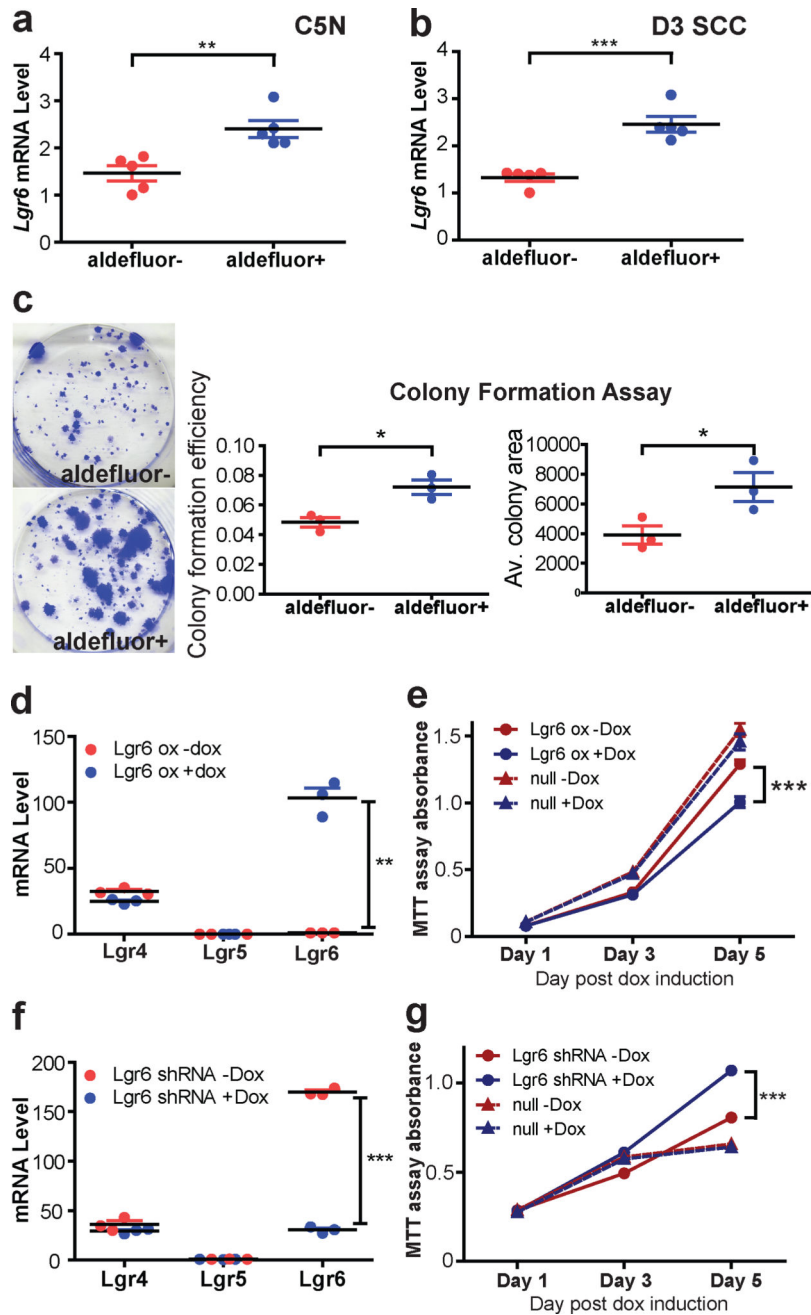 a
C5N
**
Lgr6 mRNA Level
4
3
2
1
0
aldefluor-
aldefluor+
b
D3 SCC
***
Lgr6 mRNA Level
4
3
2
1
0
aldefluor-
aldefluor+
c
aldefluor-
aldefluor+
Colony Formation Assay
Colony formation efficiency
0.10
0.08
0.06
0.04
0.02
0.00
*
aldefluor-
aldefluor+
Av. colony area
10000
8000
6000
4000
2000
0
*
aldefluor-
aldefluor+
d
Lgr6 ox -dox
Lgr6 ox +dox
mRNA Level
150
100
50
0
**
Lgr4
Lgr5
Lgr6
e
Lgr6 ox -Dox
Lgr6 ox +Dox
null -Dox
null +Dox
MTT assay absorbance
1.5
1.0
0.5
0
***
Day 1
Day 3
Day 5
Day post dox induction
f
Lgr6 shRNA -Dox
Lgr6 shRNA +Dox
mRNA Level
200
150
100
50
0
***
Lgr4
Lgr5
Lgr6
g
Lgr6 shRNA -Dox
Lgr6 shRNA +Dox
null -Dox
null +Dox
MTT assay absorbance
1.0
0.5
0
***
Day 1
Day 3
Day 5
Day post dox induction